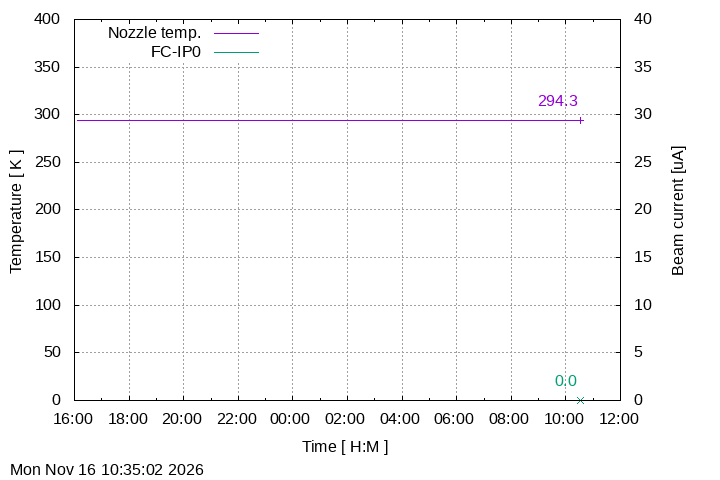 400
350
300
250
200
150
100
50
0
40
35
30
25
20
15
10
5
0
Nozzle temp.
FC-IP0
294.3
0.0
Temperature [ K ]
Beam current [uA]
16:00 18:00 20:00 22:00 00:00 02:00 04:00 06:00 08:00 10:00 12:00
Time [ H:M ]
Mon Nov 16 10:35:02 2026